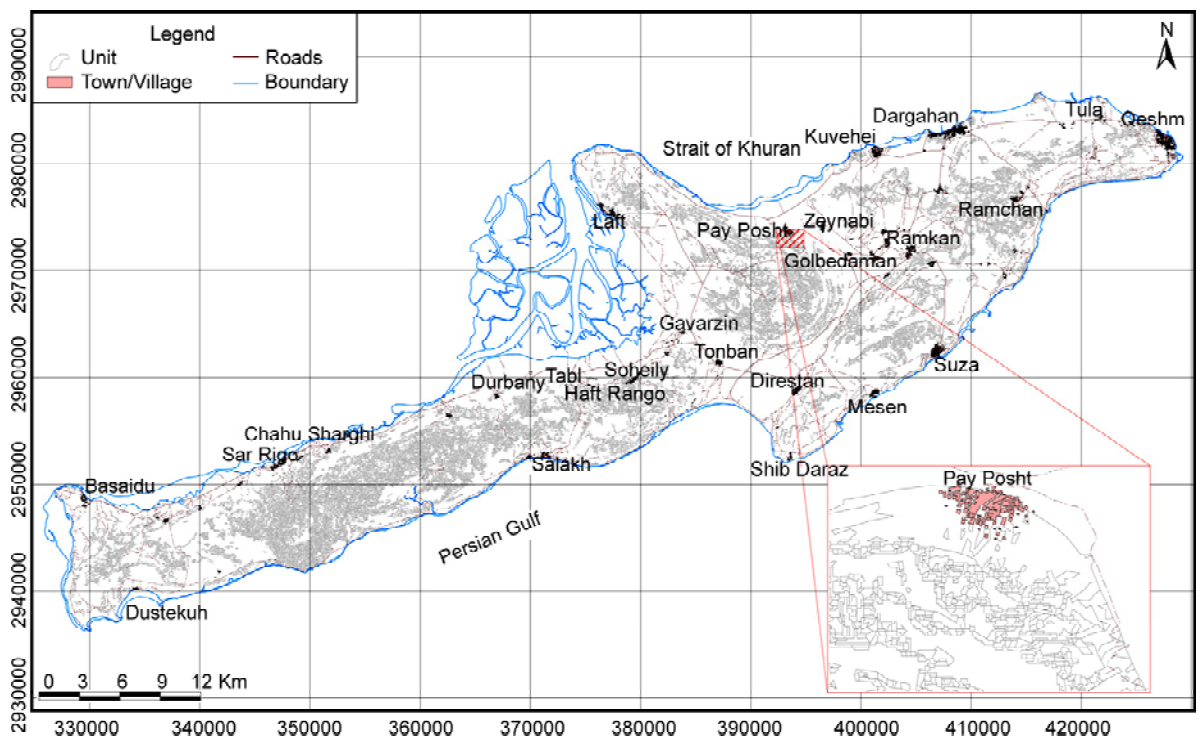 Legend
Unit
Roads
Town/Village
Boundary
N
2990000
2980000
2970000
2960000
2950000
2940000
2930000
Tula
Qeshm
Dargahan
Kuvehei
Strait of Khuran
Laft
Ramchan
Zeynabi
Pay Posht
Ramkan
Golbedaman
Gavarzin
Tonban
Suza
Soheily
Tabl
Durbany
Haft Rango
Direstan
Mesen
Chahu Sharghi
Sar Rigo
Salakh
Shib Daraz
Basaidu
Pay Posht
Persian Gulf
Dustekuh
0 3 6 9 12 Km
330000 340000 350000 360000 370000 380000 390000 400000 410000 420000